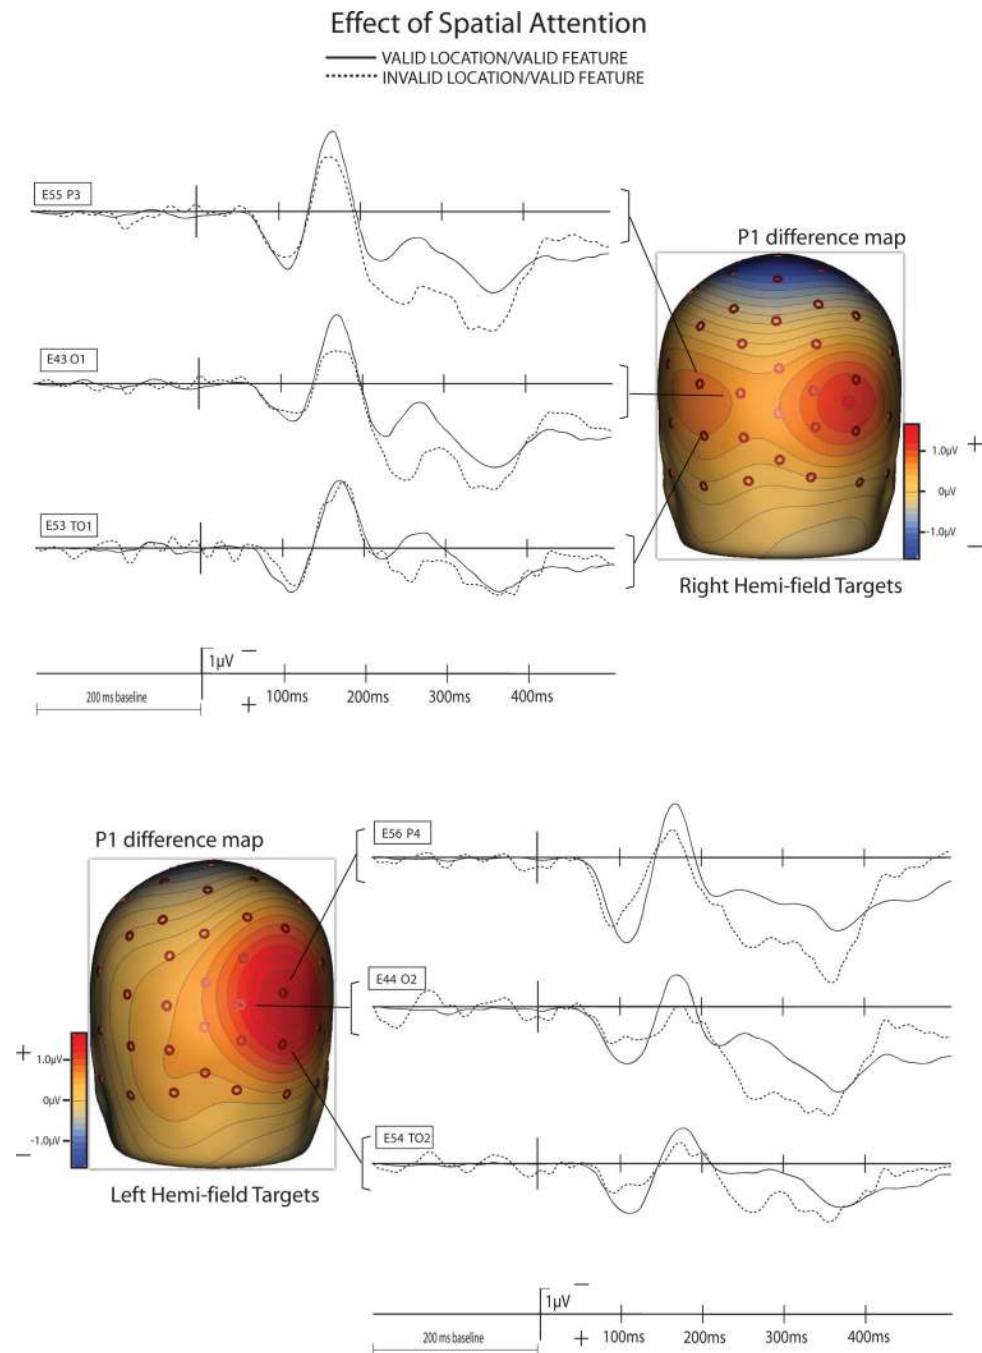 Effect of Spatial Attention
VALID LOCATION/VALID FEATURE
INVALID LOCATION/VALID FEATURE
E55 P3
P1 difference map
E43 O1
1.0µV +
0µV
-1.0µV
−
E53 TO1
Right Hemi-field Targets
1µV −
200 ms baseline
+ 100ms 200ms 300ms 400ms
P1 difference map
E56 P4
E44 O2
+ 1.0µV
0µV
-1.0µV
−
E54 TO2
Left Hemi-field Targets
1µV −
200 ms baseline
+ 100ms 200ms 300ms 400ms